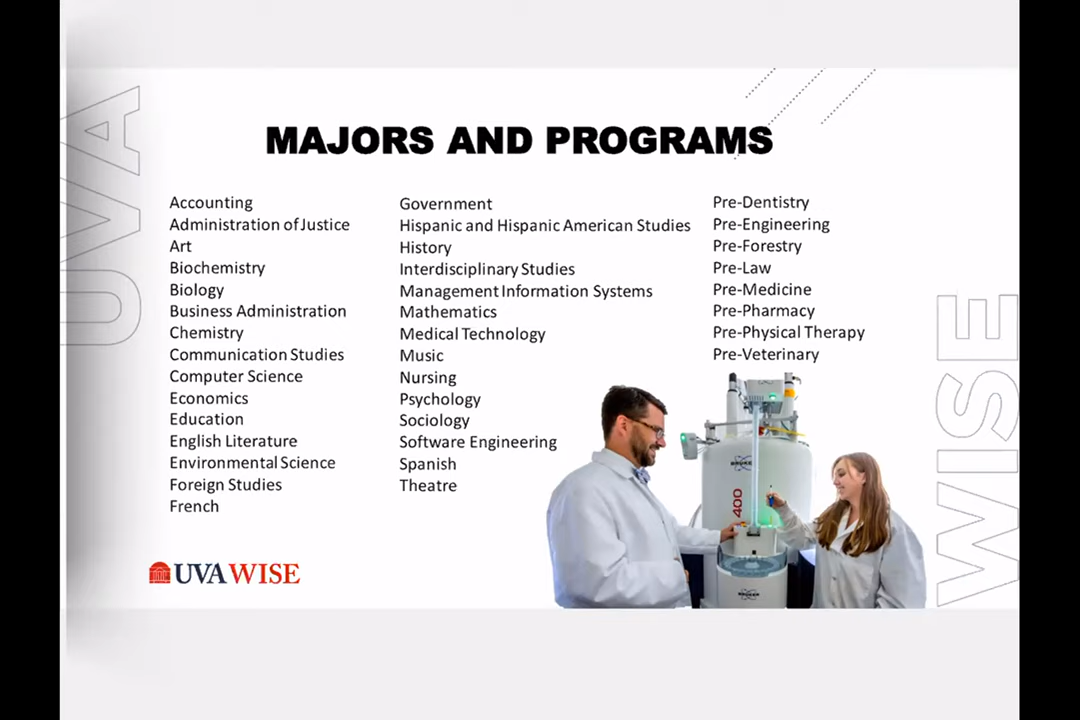 UVA
WISE
MAJORS AND PROGRAMS
Accounting
Administration of Justice
Art
Biochemistry
Biology
Business Administration
Chemistry
Communication Studies
Computer Science
Economics
Education
English Literature
Environmental Science
Foreign Studies
French
Government
Hispanic and Hispanic American Studies
History
Interdisciplinary Studies
Management Information Systems
Mathematics
Medical Technology
Music
Nursing
Psychology
Sociology
Software Engineering
Spanish
Theatre
Pre-Dentistry
Pre-Engineering
Pre-Forestry
Pre-Law
Pre-Medicine
Pre-Pharmacy
Pre-Physical Therapy
Pre-Veterinary
BRUKER
400
BRUKER
UVA WISE